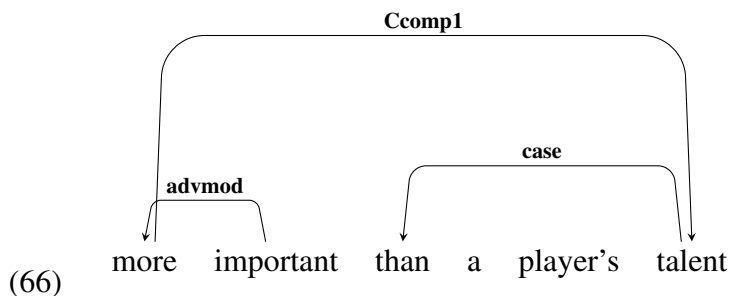 Ccomp1
case
advmod
more important than a player's talent
(66)